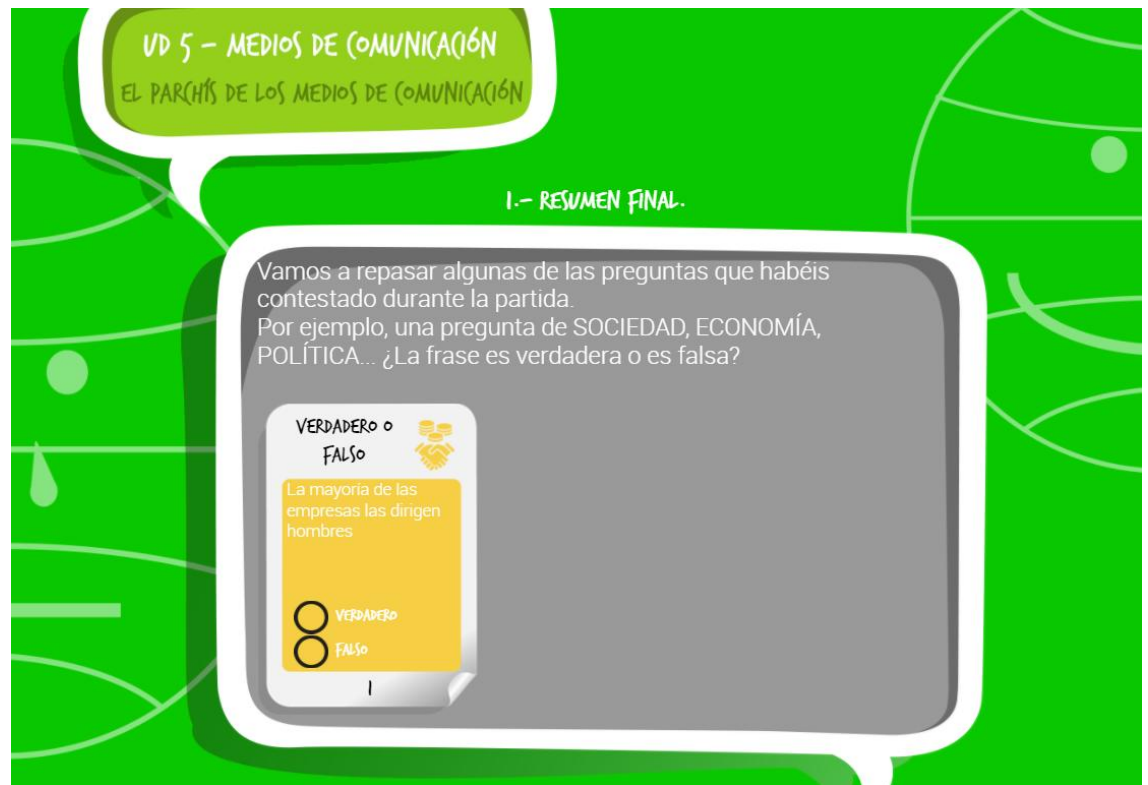 UD 5 - MEDIOS DE COMUNICACIÓN
EL PARCHÍS DE LOS MEDIOS DE COMUNICACIÓN
1.- RESUMEN FINAL.
Vamos a repasar algunas de las preguntas que habéis
contestado durante la partida.
Por ejemplo, una pregunta de SOCIEDAD, ECONOMÍA,
POLÍTICA... ¿La frase es verdadera o es falsa?
VERDADERO O
FALSO
La mayoría de las
empresas las dirigen
hombres
VERDADERO
FALSO
1